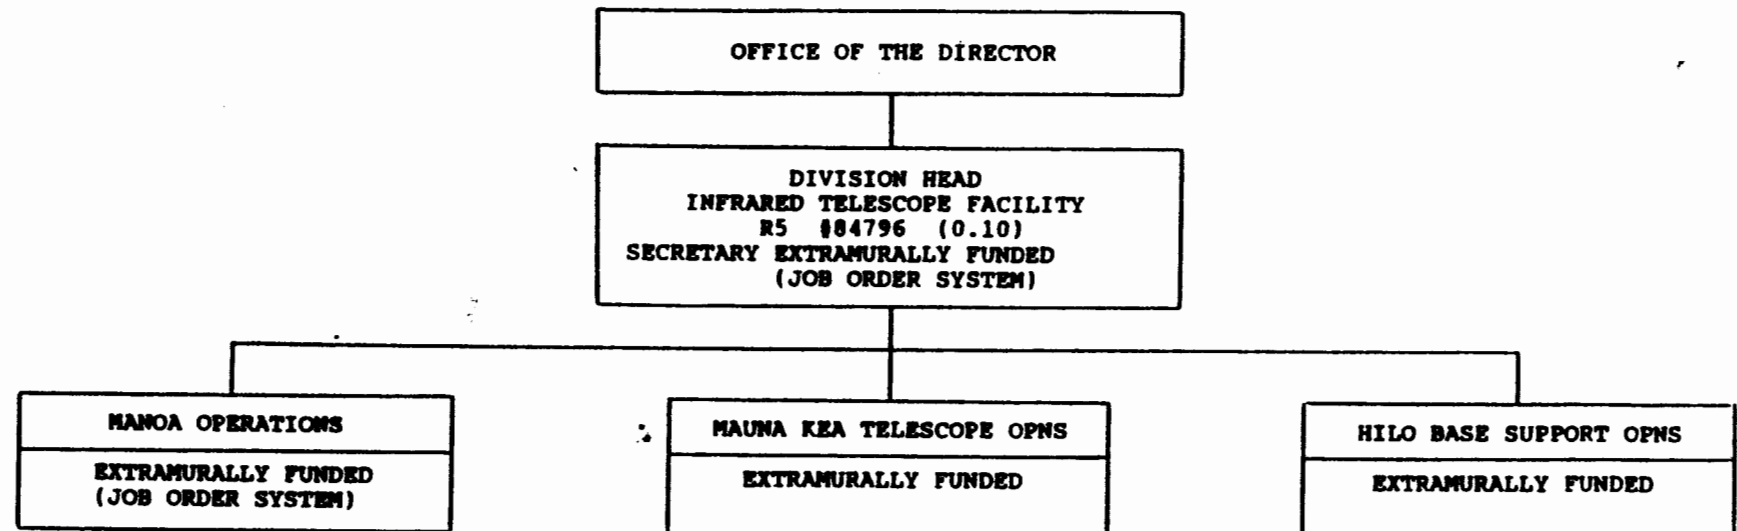 OFFICE OF THE DIRECTOR
DIVISION HEAD
INFRARED TELESCOPE FACILITY
R5 #84796 (0.10)
SECRETARY EXTRAMURALLY FUNDED
(JOB ORDER SYSTEM)
MANOA OPERATIONS
EXTRAMURALLY FUNDED
(JOB ORDER SYSTEM)
MAUNA KEA TELESCOPE OPNS
EXTRAMURALLY FUNDED
HILO BASE SUPPORT OPNS
EXTRAMURALLY FUNDED